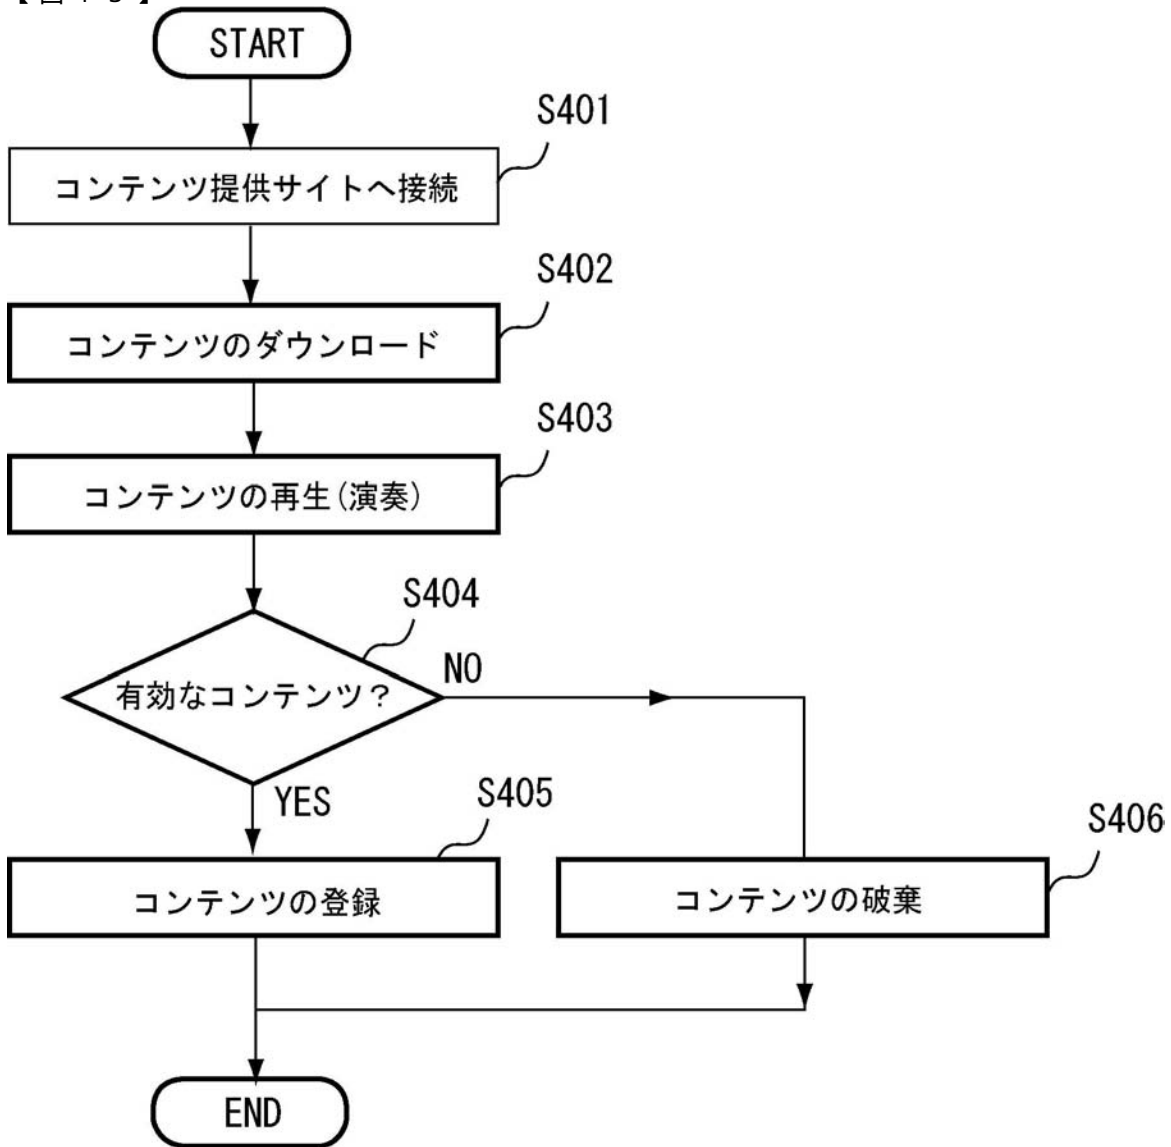 START
S401
コンテンツ提供サイトへ接続
S402
コンテンツのダウンロード
S403
コンテンツの再生(演奏)
S404
有効なコンテンツ?
NO
YES
S405
コンテンツの登録
S406
コンテンツの破棄
END